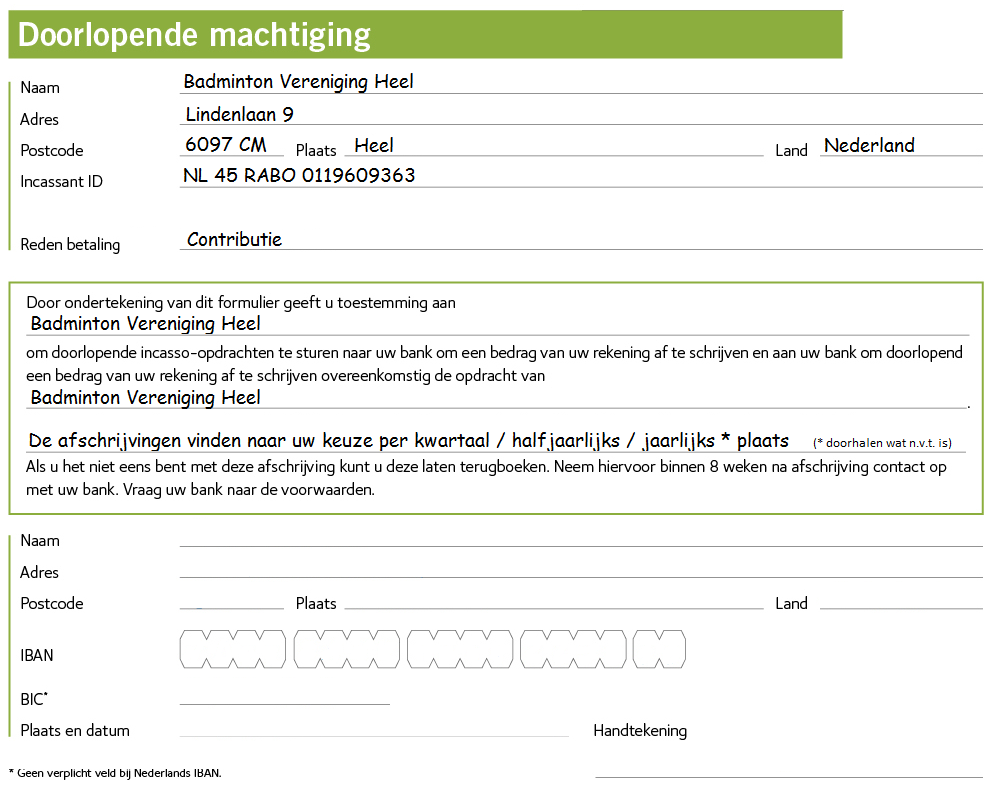 Doorlopende machtiging
Naam Badminton Vereniging Heel
Adres Lindenlaan 9
Postcode 6097 CM Plaats Heel Land Nederland
Incassant ID NL 45 RABO 0119609363
Reden betaling Contributie
Door ondertekening van dit formulier geeft u toestemming aan
Badminton Vereniging Heel
om doorlopende incasso-opdrachten te sturen naar uw bank om een bedrag van uw rekening af te schrijven en aan uw bank om doorlopend
een bedrag van uw rekening af te schrijven overeenkomstig de opdracht van
Badminton Vereniging Heel .
De afschrijvingen vinden naar uw keuze per kwartaal / halfjaarlijks / jaarlijks * plaats (* doorhalen wat n.v.t. is)
Als u het niet eens bent met deze afschrijving kunt u deze laten terugboeken. Neem hiervoor binnen 8 weken na afschrijving contact op
met uw bank. Vraag uw bank naar de voorwaarden.
Naam
Adres
Postcode Plaats Land
IBAN
BIC*
Plaats en datum Handtekening
* Geen verplicht veld bij Nederlands IBAN.